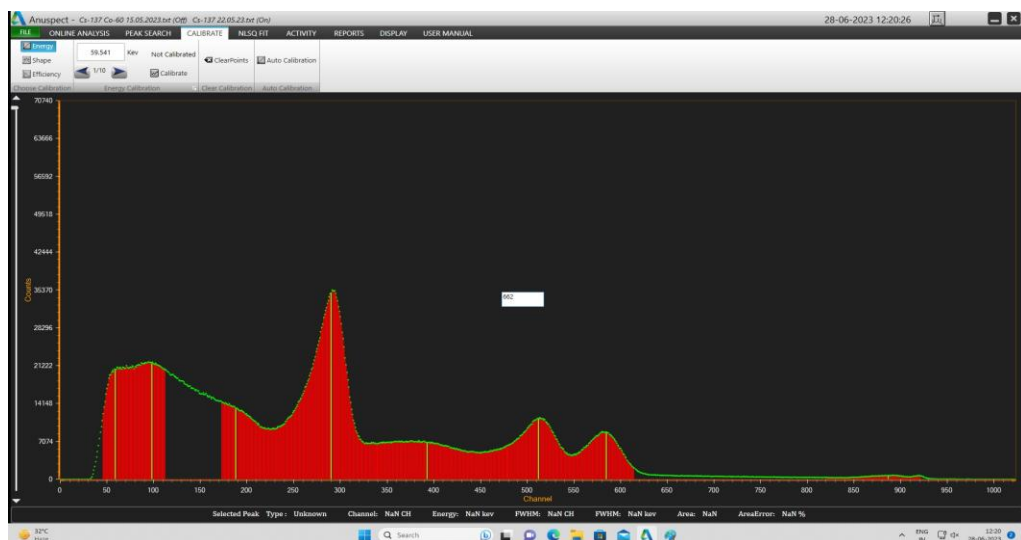 Anuspect - Cs-137 Co-60 15.05.2023.txt (Off) Cs-137 22.05.23.txt (On) 28-06-2023 12:20:26
FILE ONLINE ANALYSIS PEAK SEARCH CALIBRATE NLSQ FIT ACTIVITY REPORTS DISPLAY USER MANUAL
Energy 59.541 Kev Not Calibrated
Shape ClearPoints Auto Calibration
Efficiency 1/10 Calibrate
Choose Calibration Energy Calibration Clear Calibration Auto Calibration
70740
63666
56592
49518
42444
35370
28296
21222
14148
7074
0
Counts
662
0 50 100 150 200 250 300 350 400 450 500 550 600 650 700 750 800 850 900 950 1000
Channel
Selected Peak Type : Unknown Channel: NaN CH Energy: NaN kev FWHM: NaN CH FWHM: NaN kev Area: NaN AreaError: NaN %
32°C
Search
ENG
12:20
28-06-2023